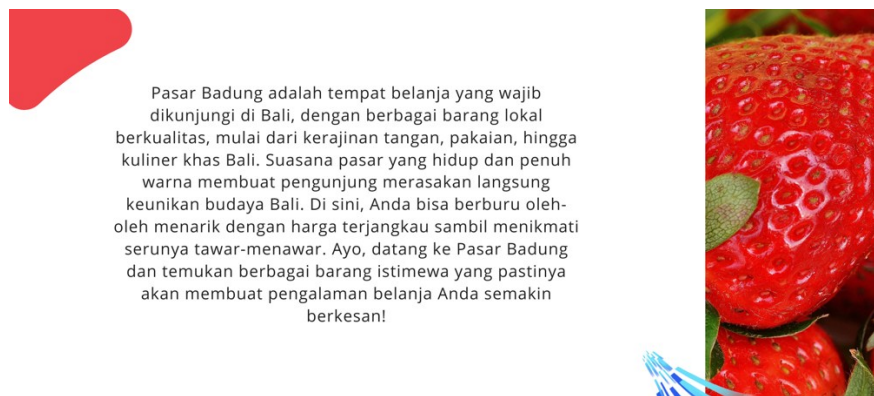 Pasar Badung adalah tempat belanja yang wajib
dikunjungi di Bali, dengan berbagai barang lokal
berkualitas, mulai dari kerajinan tangan, pakaian, hingga
kuliner khas Bali. Suasana pasar yang hidup dan penuh
warna membuat pengunjung merasakan langsung
keunikan budaya Bali. Di sini, Anda bisa berburu oleh-
oleh menarik dengan harga terjangkau sambil menikmati
serunya tawar-menawar. Ayo, datang ke Pasar Badung
dan temukan berbagai barang istimewa yang pastinya
akan membuat pengalaman belanja Anda semakin
berkesan!